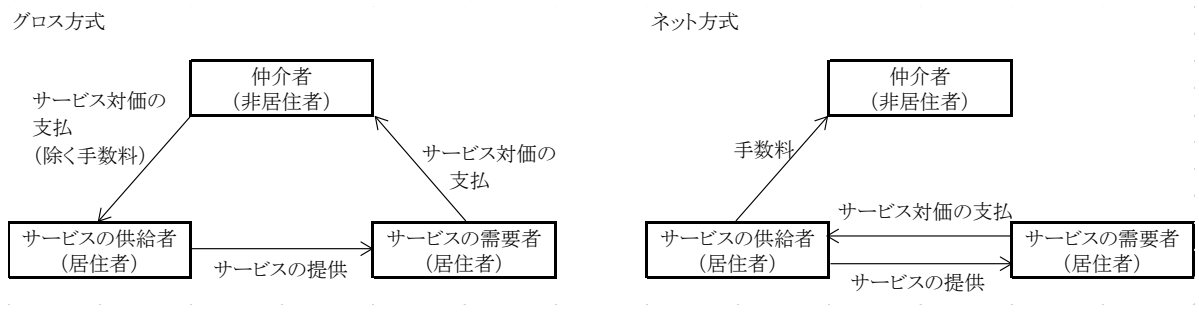 グロス方式
仲介者
（非居住者）
サービス対価の
支払
（除く手数料）
サービス対価の
支払
サービスの供給者
（居住者）
サービスの提供
サービスの需要者
（居住者）
ネット方式
仲介者
（非居住者）
手数料
サービス対価の支払
サービスの供給者
（居住者）
サービスの需要者
（居住者）
サービスの提供